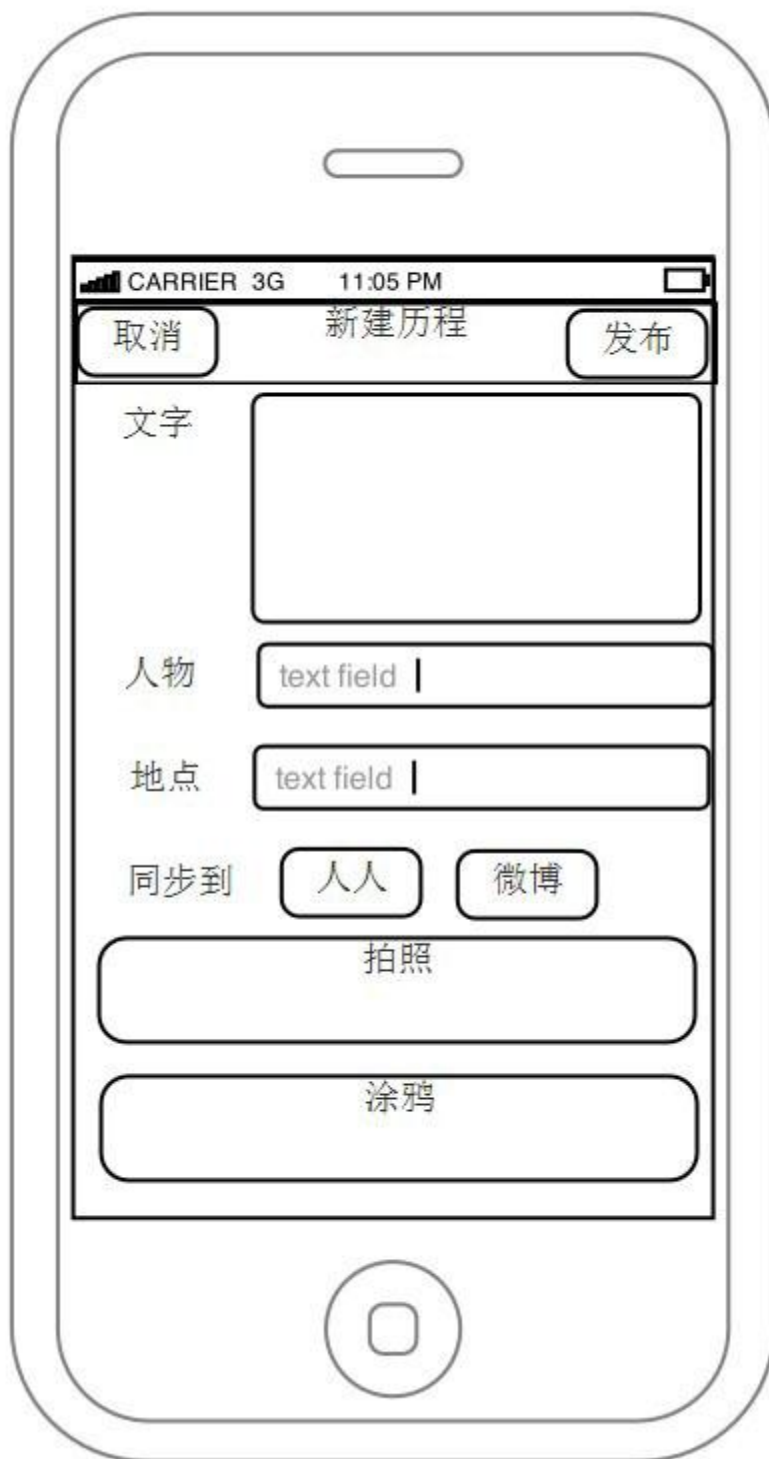 CARRIER 3G 11:05 PM
取消 新建历程 发布
文字
人物 text field
地点 text field
同步到 人人 微博
拍照
涂鸦